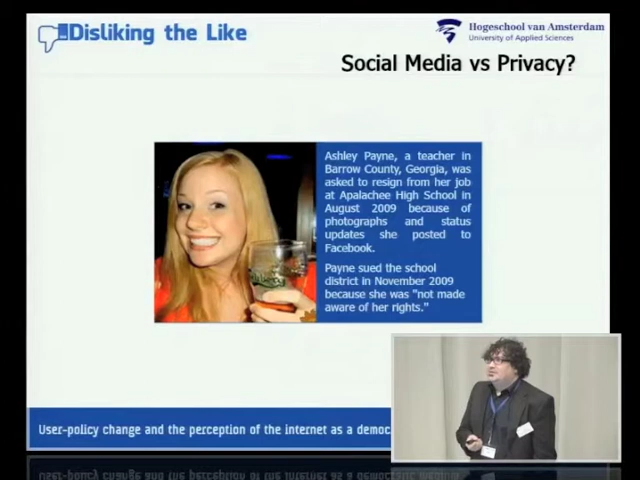 Disliking the Like
Hogeschool van Amsterdam
University of Applied Sciences
Social Media vs Privacy?
Ashley Payne, a teacher in
Barrow County, Georgia, was
asked to resign from her job
at Apalachee High School in
August 2009 because of
photographs and status
updates she posted to
Facebook.
Payne sued the school
district in November 2009
because she was "not made
aware of her rights."
User-policy change and the perception of the internet as a democ